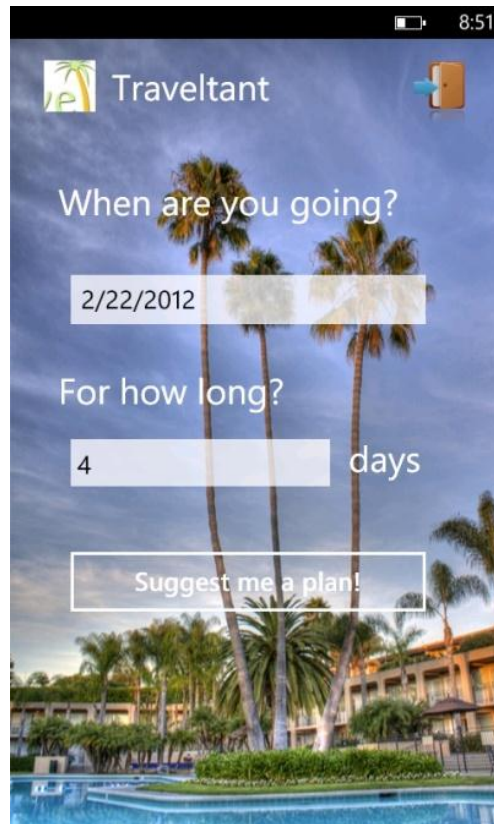 8:51
Traveltant
When are you going?
2/22/2012
For how long?
4 days
Suggest me a plan!